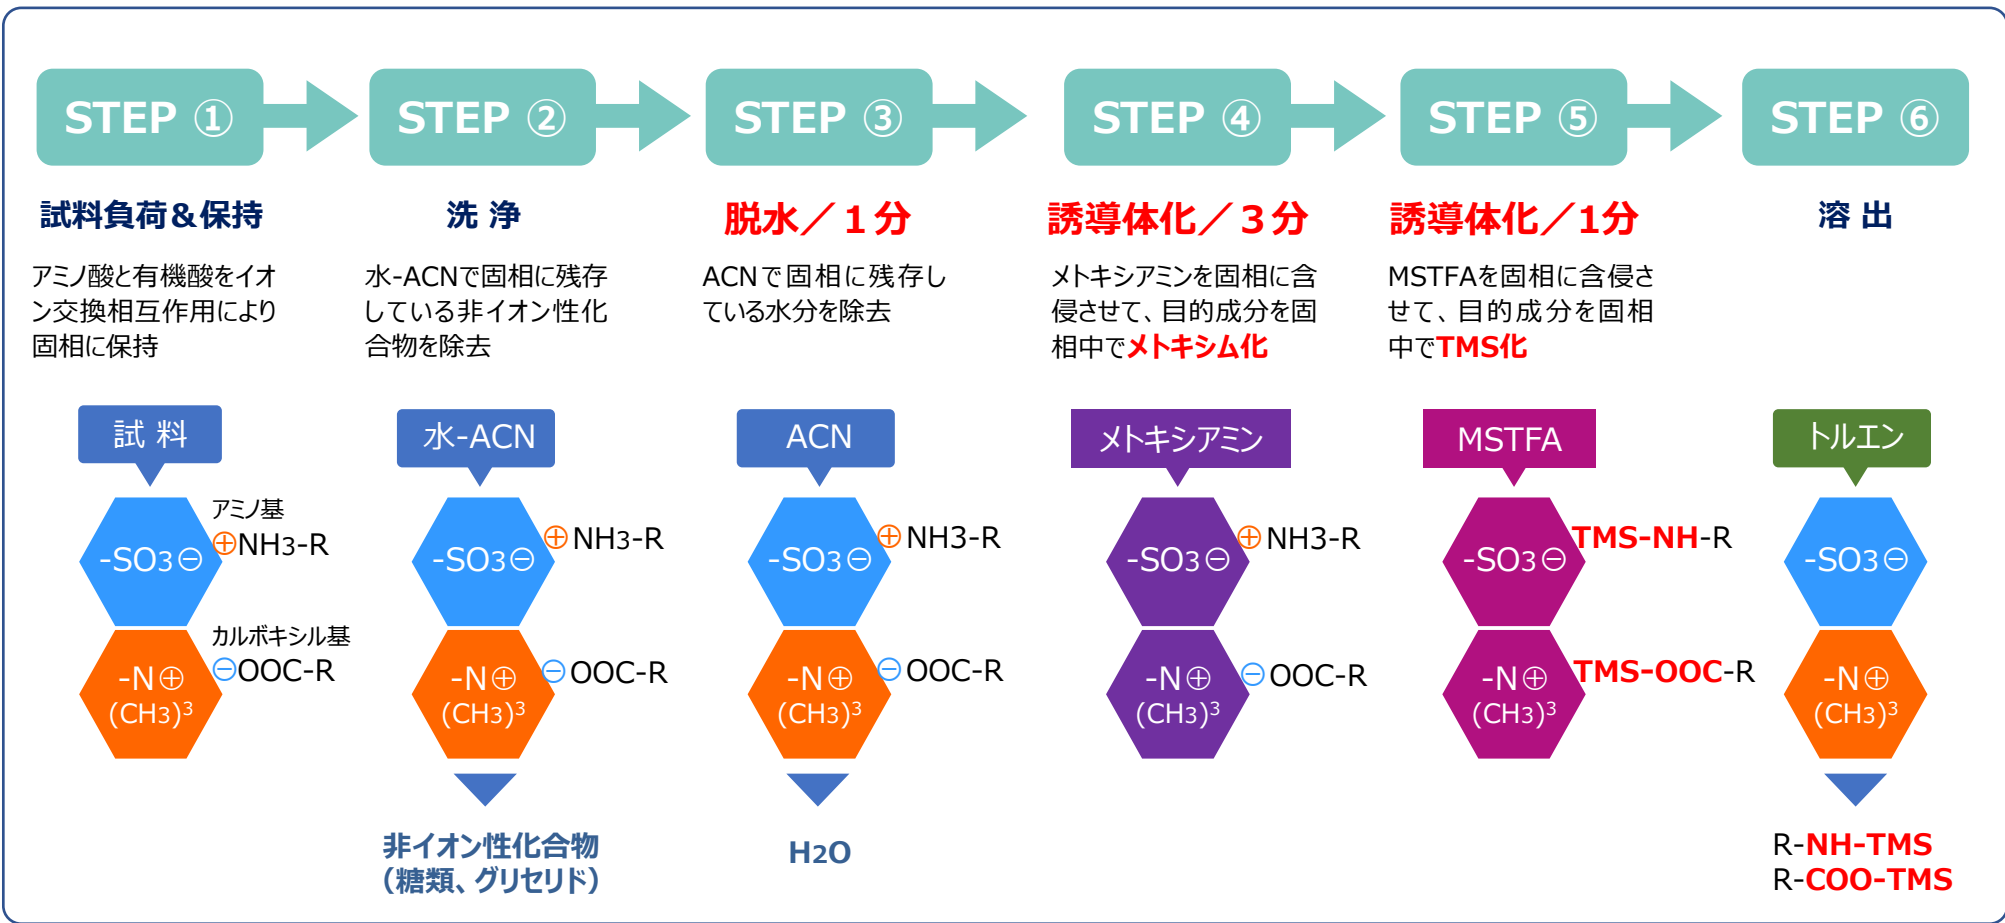 STEP ①
STEP ②
STEP ③
STEP ④
STEP ⑤
STEP ⑥
試料負荷＆保持
アミノ酸と有機酸をイオ
ン交換相互作用により
固相に保持
洗 浄
水-ACNで固相に残存
している非イオン性化
合物を除去
脱水／１分
ACNで固相に残存し
ている水分を除去
誘導体化／３分
メトキシアミンを固相に含
侵させて、目的成分を固
相中でメトキシム化
誘導体化／1分
MSTFAを固相に含侵さ
せて、目的成分を固相
中でTMS化
溶 出
試 料
アミノ基
⊕NH3-R
-SO3⊖
カルボキシル基
⊖OOC-R
-N⊕
(CH3)³
水-ACN
⊕NH3-R
-SO3⊖
⊖OOC-R
-N⊕
(CH3)³
非イオン性化合物
（糖類、グリセリド）
ACN
⊕NH3-R
-SO3⊖
⊖OOC-R
-N⊕
(CH3)³
H2O
メトキシアミン
⊕NH3-R
-SO3⊖
⊖OOC-R
-N⊕
(CH3)³
MSTFA
TMS-NH-R
-SO3⊖
TMS-OOC-R
-N⊕
(CH3)³
トルエン
-SO3⊖
-N⊕
(CH3)³
R-NH-TMS
R-COO-TMS